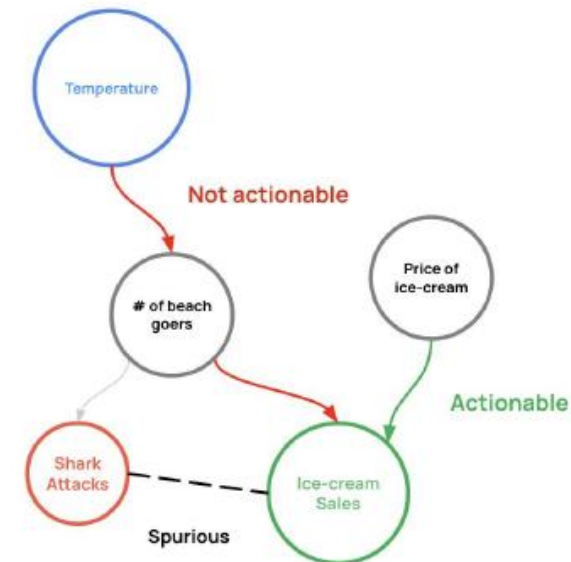 Temperature
Not actionable
Price of
ice-cream
# of beach
goers
Actionable
Shark
Attacks
Ice-cream
Sales
Spurious